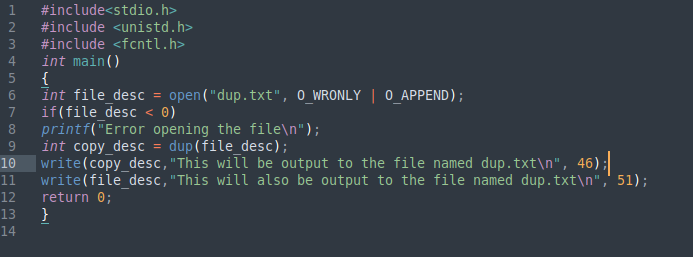 1 #include<stdio.h>
2 #include <unistd.h>
3 #include <fcntl.h>
4 int main()
5 {
6 int file_desc = open("dup.txt", O_WRONLY | O_APPEND);
7 if(file_desc < 0)
8 printf("Error opening the file\n");
9 int copy_desc = dup(file_desc);
10 write(copy_desc,"This will be output to the file named dup.txt\n", 46);
11 write(file_desc,"This will also be output to the file named dup.txt\n", 51);
12 return 0;
13 }
14